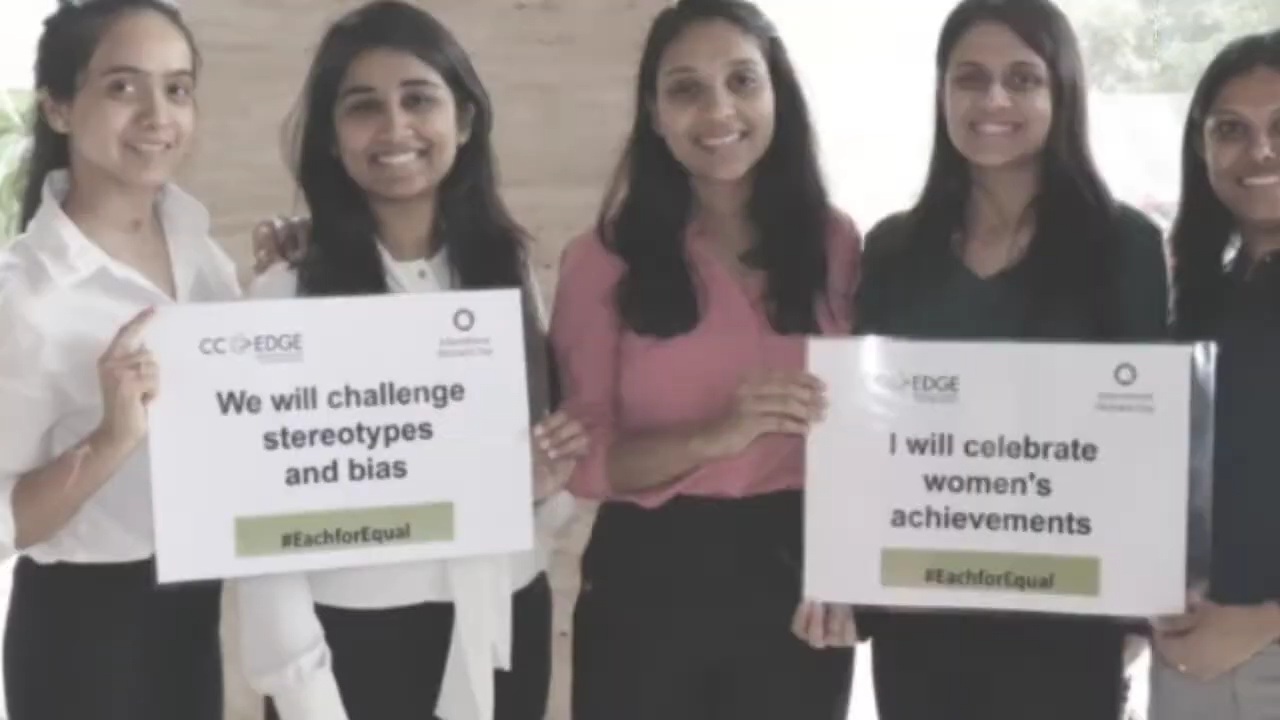 CC EDGE
We will challenge
stereotypes
and bias
#EachforEqual
EDGE
I will celebrate
women's
achievements
#EachforEqual